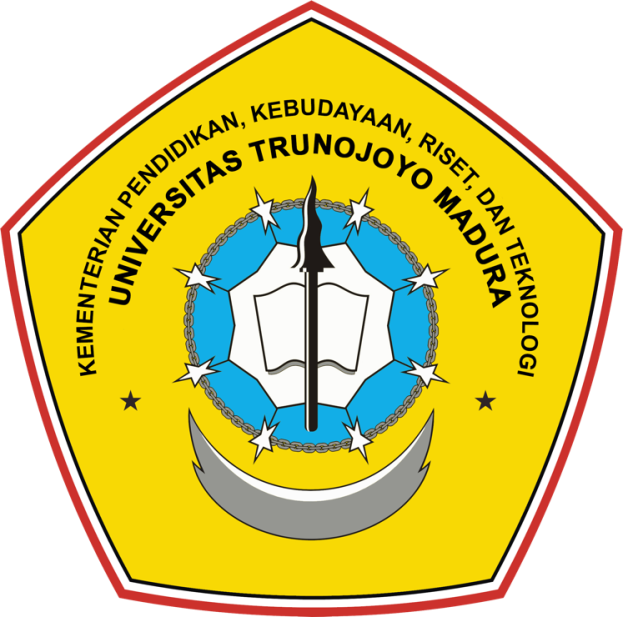 KEMENTERIAN PENDIDIKAN, KEBUDAYAAN, RISET, DAN TEKNOLOGI
UNIVERSITAS TRUNOJOYO MADURA